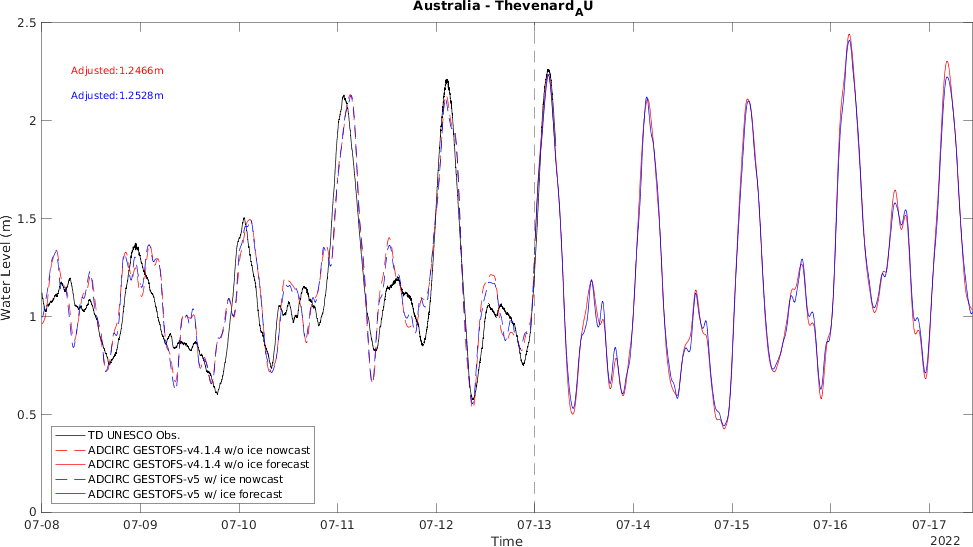 Australia - Thevenard_AU
2.5
Adjusted:1.2466m
Adjusted:1.2528m
2
1.5
Water Level (m)
1
0.5
TD UNESCO Obs.
ADCIRC GESTOFS-v4.1.4 w/o ice nowcast
ADCIRC GESTOFS-v4.1.4 w/o ice forecast
ADCIRC GESTOFS-v5 w/ ice nowcast
ADCIRC GESTOFS-v5 w/ ice forecast
0
07-08 07-09 07-10 07-11 07-12 07-13 07-14 07-15 07-16 07-17
Time
2022